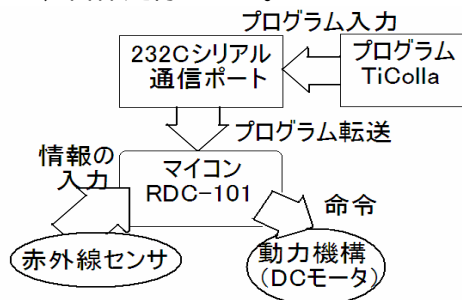 プログラム入力
232Cシリアル
通信ポート
プログラム
TiColla
プログラム転送
情報の
入力
マイコン
RDC-101
命令
赤外線センサ
動力機構
(DCモータ)